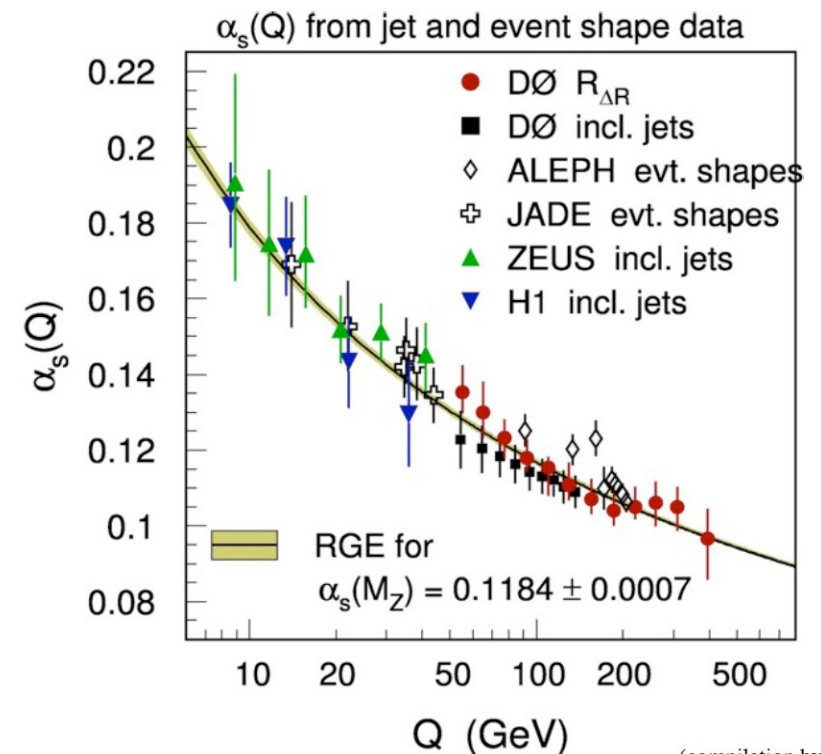 αs(Q) from jet and event shape data
αs(Q)
0.22
0.2
0.18
0.16
0.14
0.12
0.1
0.08
DØ RΔR
DØ incl. jets
ALEPH evt. shapes
JADE evt. shapes
ZEUS incl. jets
H1 incl. jets
RGE for
αs(MZ) = 0.1184 ± 0.0007
10 20 50 100 200 500
Q (GeV)